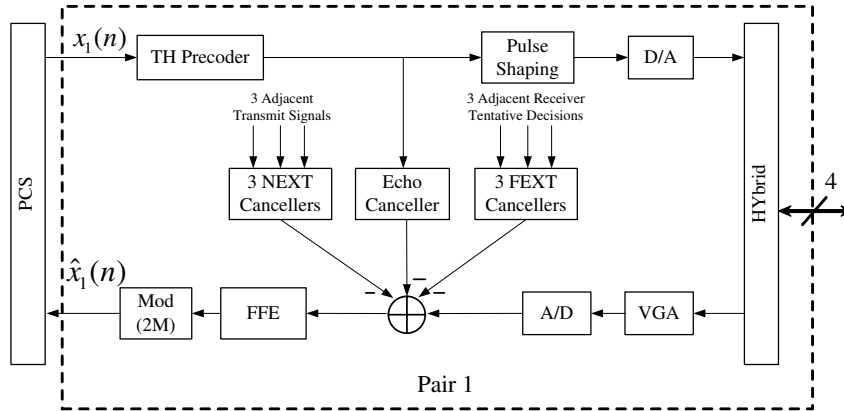 x₁(n)
TH Precoder
Pulse
Shaping
D/A
3 Adjacent
Transmit Signals
3 Adjacent Receiver
Tentative Decisions
PCS
3 NEXT
Cancellers
Echo
Canceller
3 FEXT
Cancellers
HYbrid
4
x̂₁(n)
Mod
(2M)
FFE
A/D
VGA
Pair 1